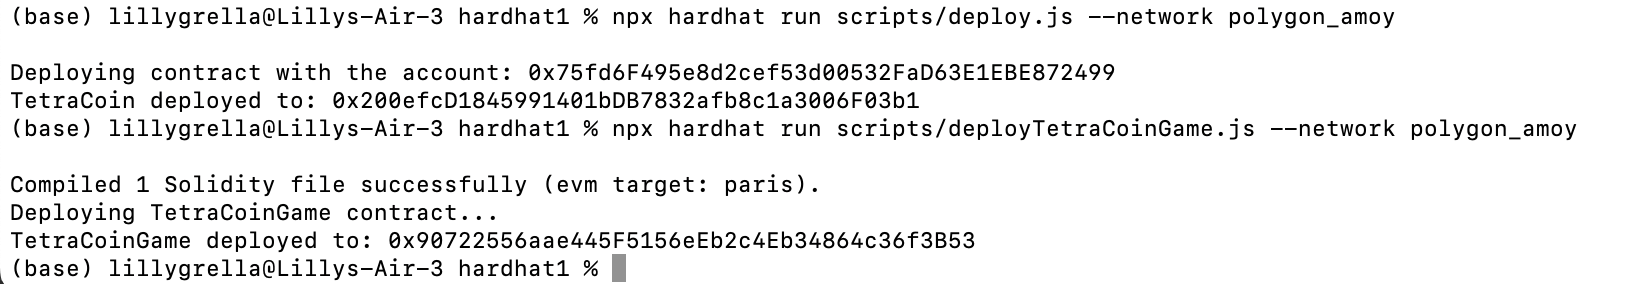 (base) lillygrella@Lillys-Air-3 hardhat1 % npx hardhat run scripts/deploy.js --network polygon_amoy
Deploying contract with the account: 0x75fd6F495e8d2cef53d00532FaD63E1EBE872499
TetraCoin deployed to: 0x200efcD1845991401bDB7832afb8c1a3006F03b1
(base) lillygrella@Lillys-Air-3 hardhat1 % npx hardhat run scripts/deployTetraCoinGame.js --network polygon_amoy
Compiled 1 Solidity file successfully (evm target: paris).
Deploying TetraCoinGame contract...
TetraCoinGame deployed to: 0x90722556aae445F5156eEb2c4Eb34864c36f3B53
(base) lillygrella@Lillys-Air-3 hardhat1 %